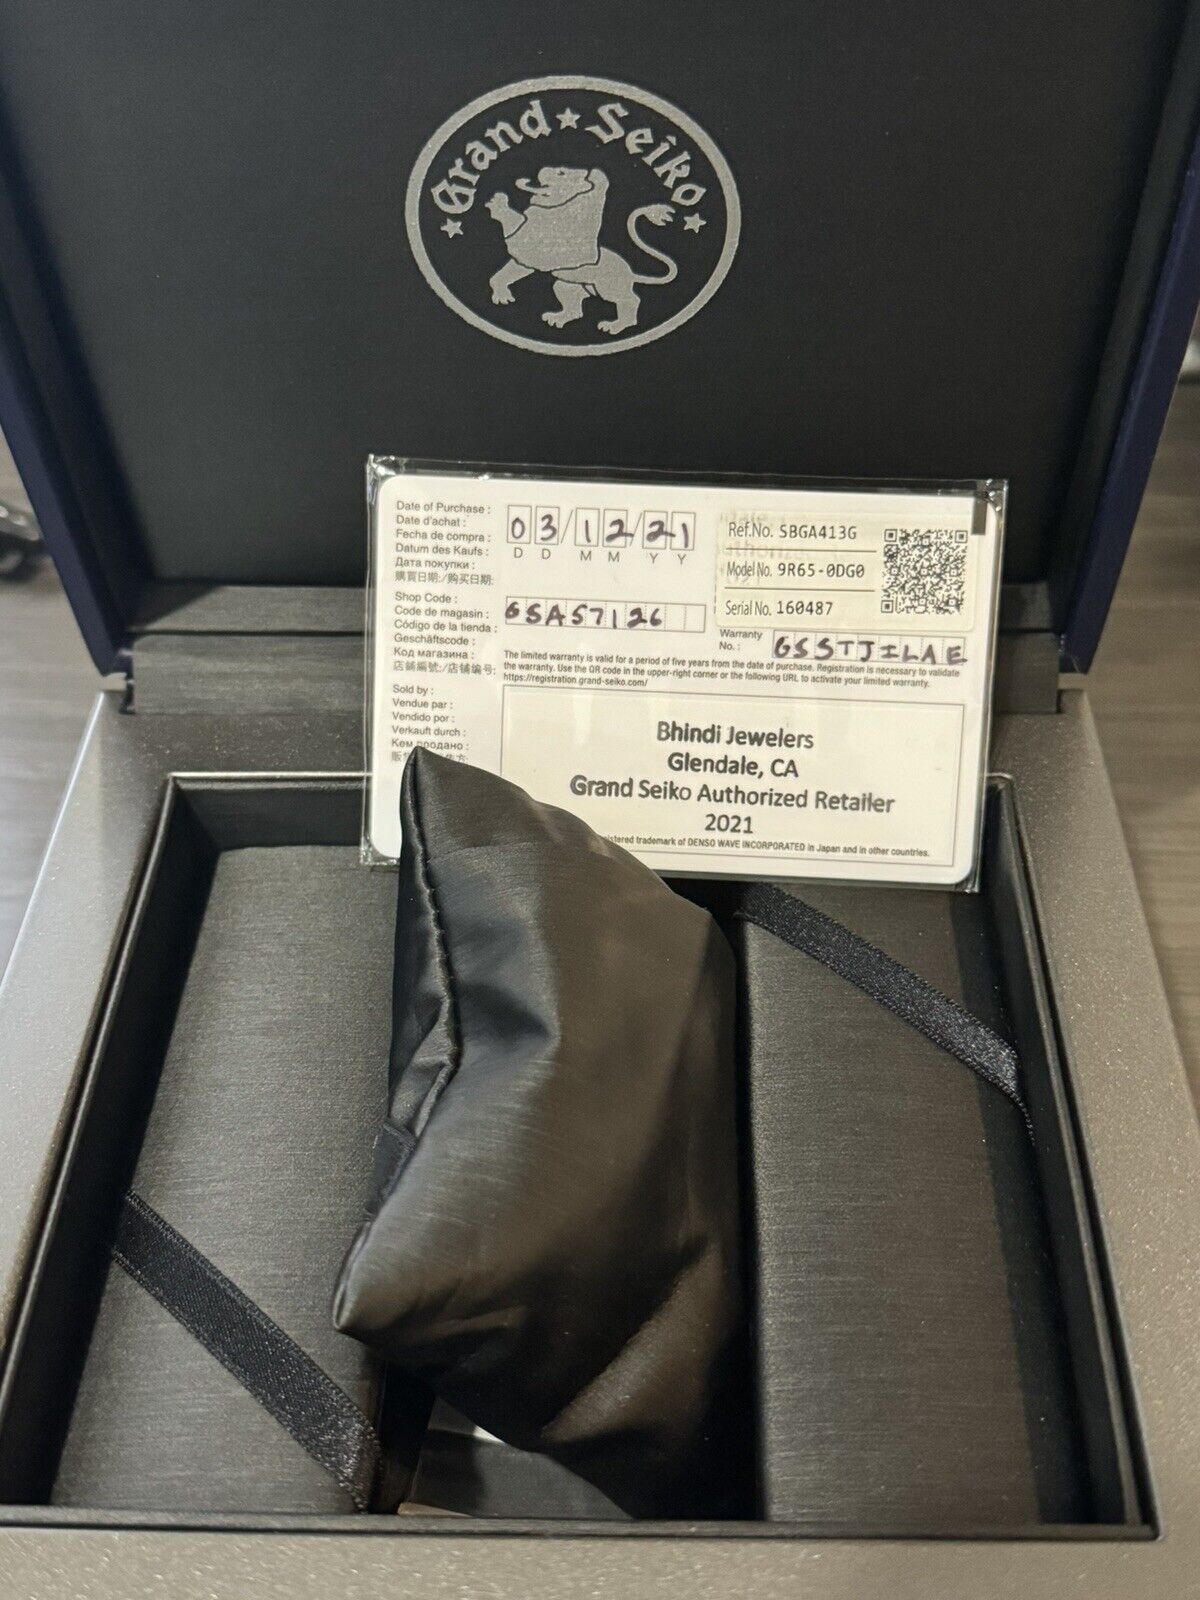 ★ Grand ★ Seiko ★
Date of Purchase :
Date d'achat :
Fecha de compra :
Datum des Kaufs :
Дата покупки :
購買日期:/购买日期:
03/12/21
D D M M Y Y
Ref.No. SBGA413G
Model No. 9R65-0DG0
Serial No. 160487
Shop Code :
Code de magasin :
Código de la tienda :
Geschäftscode :
Код магазина :
店舖編號:/店铺编号:
GSA57126
Warranty
No. :
GSSTJILAE
The limited warranty is valid for a period of five years from the date of purchase. Registration is necessary to validate
the warranty. Use the QR code in the upper-right corner or the following URL to activate your limited warranty.
https://registration.grand-seiko.com/
Sold by :
Vendue par :
Vendido por :
Verkauft durch :
Кем продано :
Bhindi Jewelers
Glendale, CA
Grand Seiko Authorized Retailer
2021
trademark of DENSO WAVE INCORPORATED in Japan and in other countries.